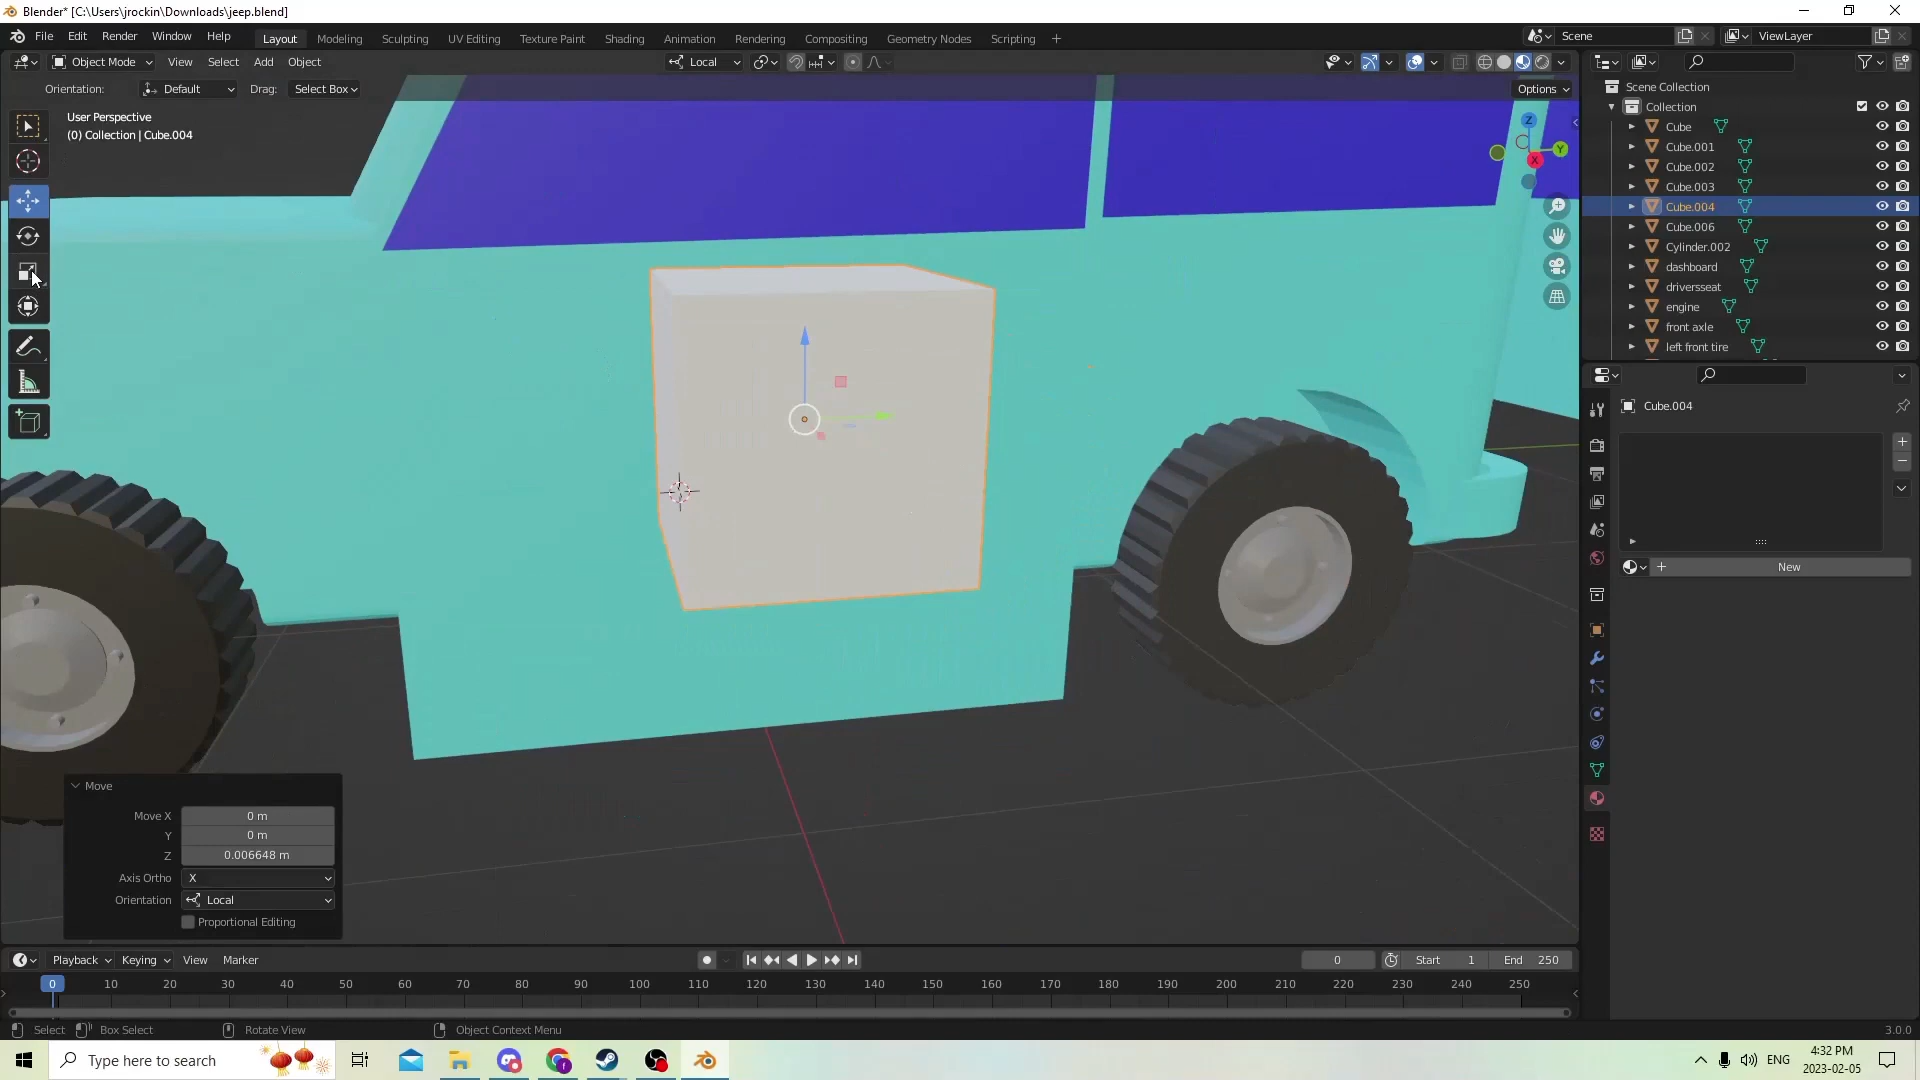 Blender* [C:\Users\jrockin\Downloads\jeep.blend]
File Edit Render Window Help
Layout Modeling Sculpting UV Editing Texture Paint Shading Animation Rendering Compositing Geometry Nodes Scripting +
Scene
ViewLayer
Object Mode View Select Add Object
Local
Orientation: Default Drag: Select Box
Options
User Perspective
(0) Collection | Cube.004
Z
Y
X
Scene Collection
Collection
Cube
Cube.001
Cube.002
Cube.003
Cube.004
Cube.006
Cylinder.002
dashboard
driversseat
engine
front axle
left front tire
Cube.004
New
Move
Move X 0 m
Y 0 m
Z 0.006648 m
Axis Ortho X
Orientation Local
Proportional Editing
Playback Keying View Marker
0
Start 1
End 250
0 10 20 30 40 50 60 70 80 90 100 110 120 130 140 150 160 170 180 190 200 210 220 230 240 250
Select Box Select Rotate View Object Context Menu
3.0.0
Type here to search
ENG
4:32 PM
2023-02-05